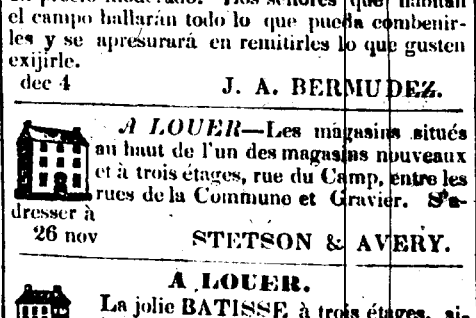 el campo hallarán todo lo que pueda combenir-
les y se apresurará en remitirles lo que gusten
exijirle.
dec 4 J. A. BERMUDEZ.
A LOUER—Les magasins situés
au haut de l'un des magasins nouveaux
et à trois étages, rue du Camp, entre les
rues de la Commune et Gravier. S'a-
dresser à
26 nov STETSON & AVERY.
A LOUER.
La jolie BATISSE à trois étages, si-